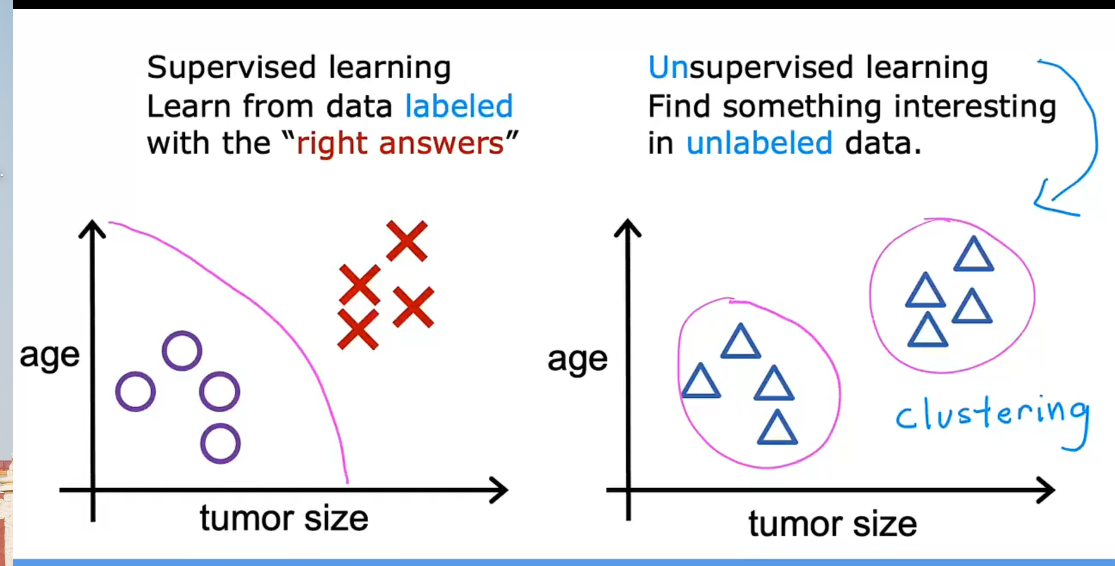 Supervised learning
Learn from data labeled
with the “right answers”
age
tumor size
Unsupervised learning
Find something interesting
in unlabeled data.
age
clustering
tumor size